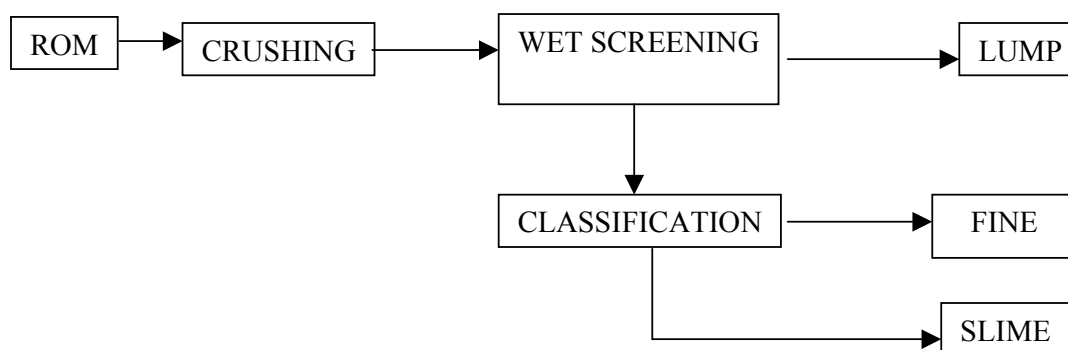 ROM
CRUSHING
WET SCREENING
LUMP
CLASSIFICATION
FINE
SLIME